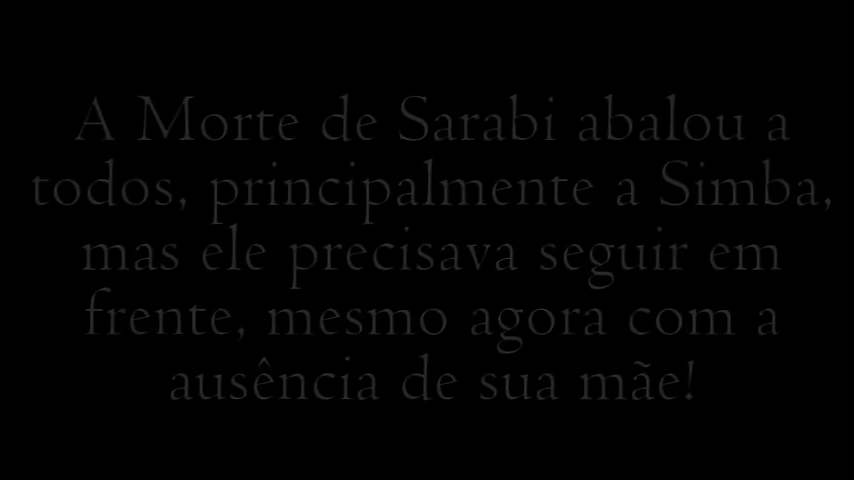 A Morte de Sarabi abalou a
todos, principalmente a Simba,
mas ele precisava seguir em
frente, mesmo agora com a
ausência de sua mãe!